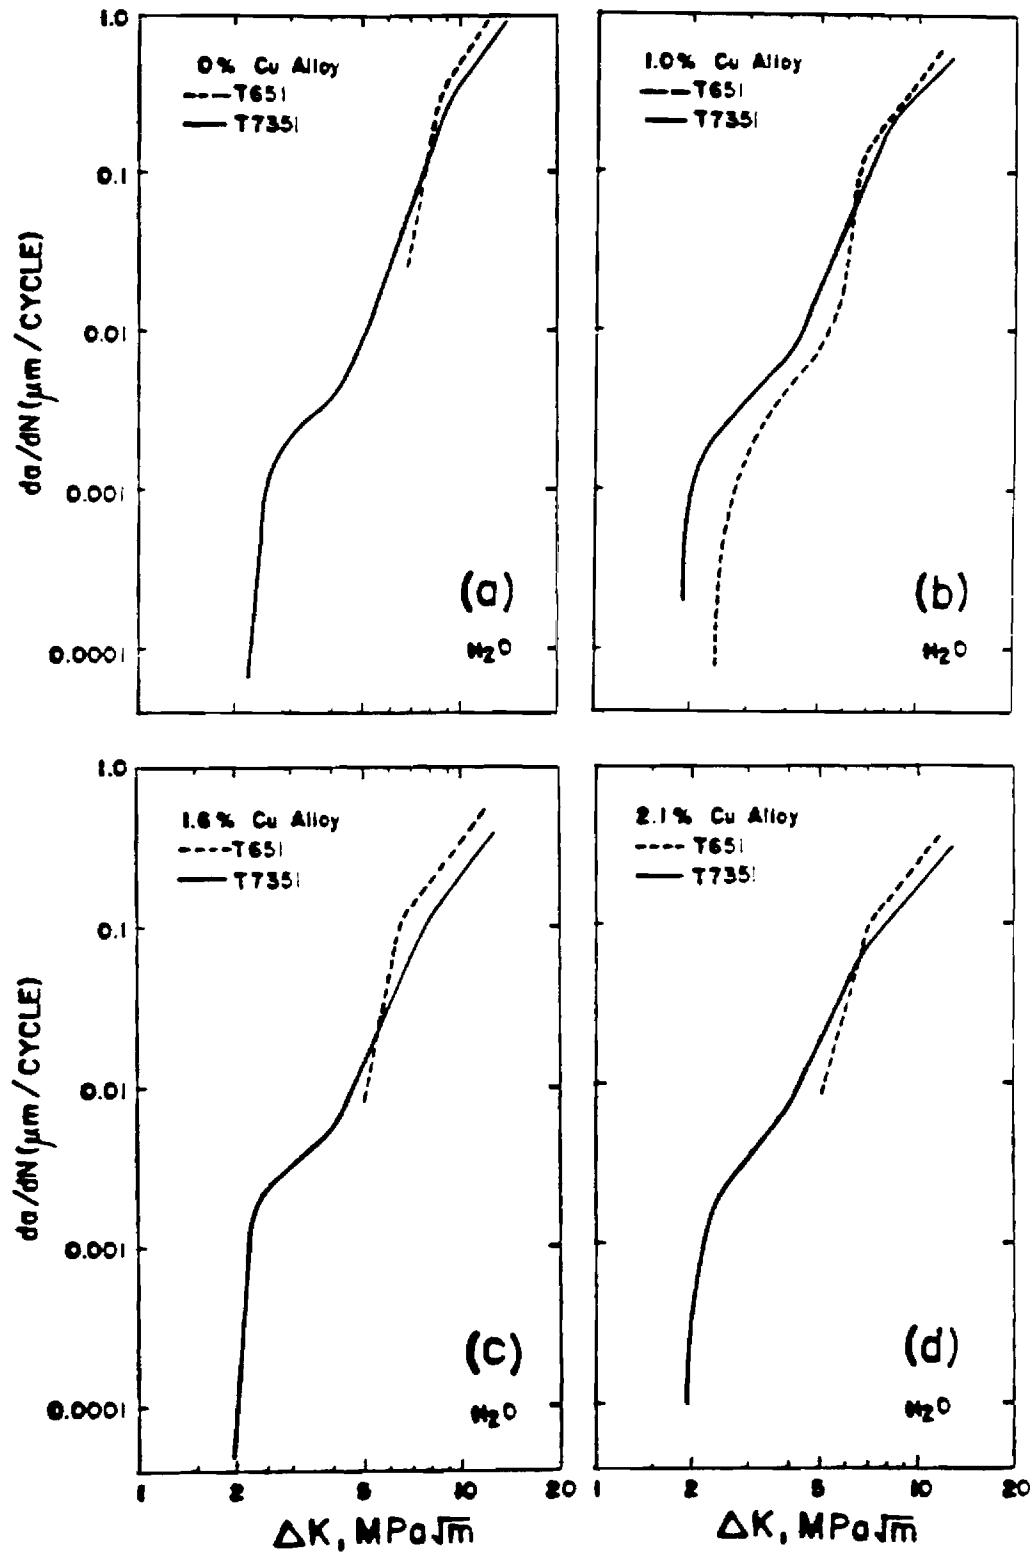 1.0
0% Cu Alloy
T651
T7351
0.1
0.01
0.001
0.0001
da/dN (μm/CYCLE)
(a)
H₂O
1.0% Cu Alloy
T651
T7351
(b)
H₂O
1.0
1.6% Cu Alloy
T651
T7351
0.1
0.01
0.001
0.0001
da/dN (μm/CYCLE)
(c)
H₂O
1 2 5 10 20
ΔK, MPa√m
2.1% Cu Alloy
T651
T7351
(d)
H₂O
1 2 5 10 20
ΔK, MPa√m